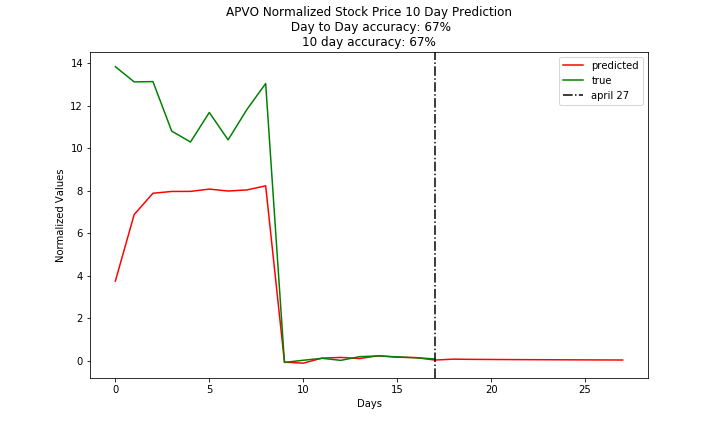 APVO Normalized Stock Price 10 Day Prediction
Day to Day accuracy: 67%
10 day accuracy: 67%
predicted
true
april 27
Normalized Values
14
12
10
8
6
4
2
0
0 5 10 15 20 25
Days